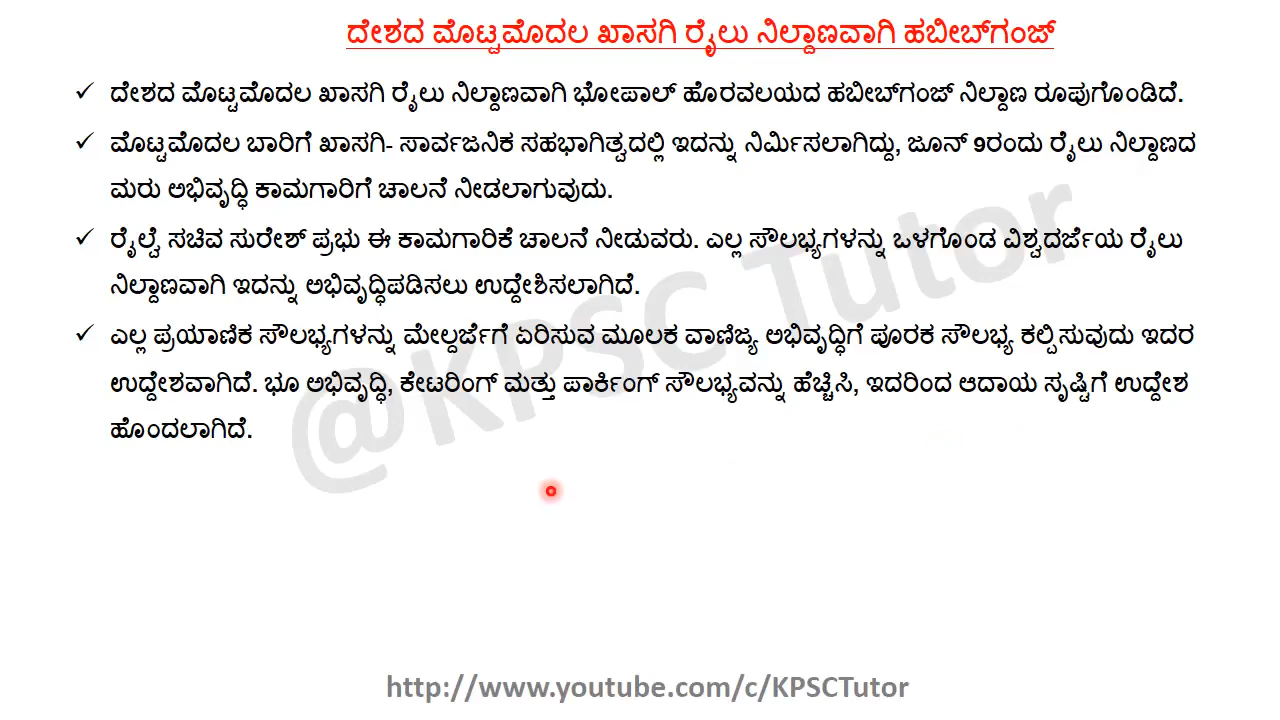 ದೇಶದ ಮೊಟ್ಟಮೊದಲ ಖಾಸಗಿ ರೈಲು ನಿಲ್ದಾಣವಾಗಿ ಹಬೀಬ್‌ಗಂಜ್
✓ ದೇಶದ ಮೊಟ್ಟಮೊದಲ ಖಾಸಗಿ ರೈಲು ನಿಲ್ದಾಣವಾಗಿ ಭೋಪಾಲ್ ಹೊರವಲಯದ ಹಬೀಬ್‌ಗಂಜ್ ನಿಲ್ದಾಣ ರೂಪುಗೊಂಡಿದೆ.
✓ ಮೊಟ್ಟಮೊದಲ ಬಾರಿಗೆ ಖಾಸಗಿ- ಸಾರ್ವಜನಿಕ ಸಹಭಾಗಿತ್ವದಲ್ಲಿ ಇದನ್ನು ನಿರ್ಮಿಸಲಾಗಿದ್ದು, ಜೂನ್ 9ರಂದು ರೈಲು ನಿಲ್ದಾಣದ
ಮರು ಅಭಿವೃದ್ಧಿ ಕಾಮಗಾರಿಗೆ ಚಾಲನೆ ನೀಡಲಾಗುವುದು.
✓ ರೈಲ್ವೆ ಸಚಿವ ಸುರೇಶ್ ಪ್ರಭು ಈ ಕಾಮಗಾರಿಕೆ ಚಾಲನೆ ನೀಡುವರು. ಎಲ್ಲ ಸೌಲಭ್ಯಗಳನ್ನು ಒಳಗೊಂಡ ವಿಶ್ವದರ್ಜೆಯ ರೈಲು
ನಿಲ್ದಾಣವಾಗಿ ಇದನ್ನು ಅಭಿವೃದ್ಧಿಪಡಿಸಲು ಉದ್ದೇಶಿಸಲಾಗಿದೆ.
✓ ಎಲ್ಲ ಪ್ರಯಾಣಿಕ ಸೌಲಭ್ಯಗಳನ್ನು ಮೇಲ್ದರ್ಜೆಗೆ ಏರಿಸುವ ಮೂಲಕ ವಾಣಿಜ್ಯ ಅಭಿವೃದ್ಧಿಗೆ ಪೂರಕ ಸೌಲಭ್ಯ ಕಲ್ಪಿಸುವುದು ಇದರ
ಉದ್ದೇಶವಾಗಿದೆ. ಭೂ ಅಭಿವೃದ್ಧಿ, ಕೇಟರಿಂಗ್ ಮತ್ತು ಪಾರ್ಕಿಂಗ್ ಸೌಲಭ್ಯವನ್ನು ಹೆಚ್ಚಿಸಿ, ಇದರಿಂದ ಆದಾಯ ಸೃಷ್ಟಿಗೆ ಉದ್ದೇಶ
ಹೊಂದಲಾಗಿದೆ.
@KPSC Tutor
http://www.youtube.com/c/KPSCTutor